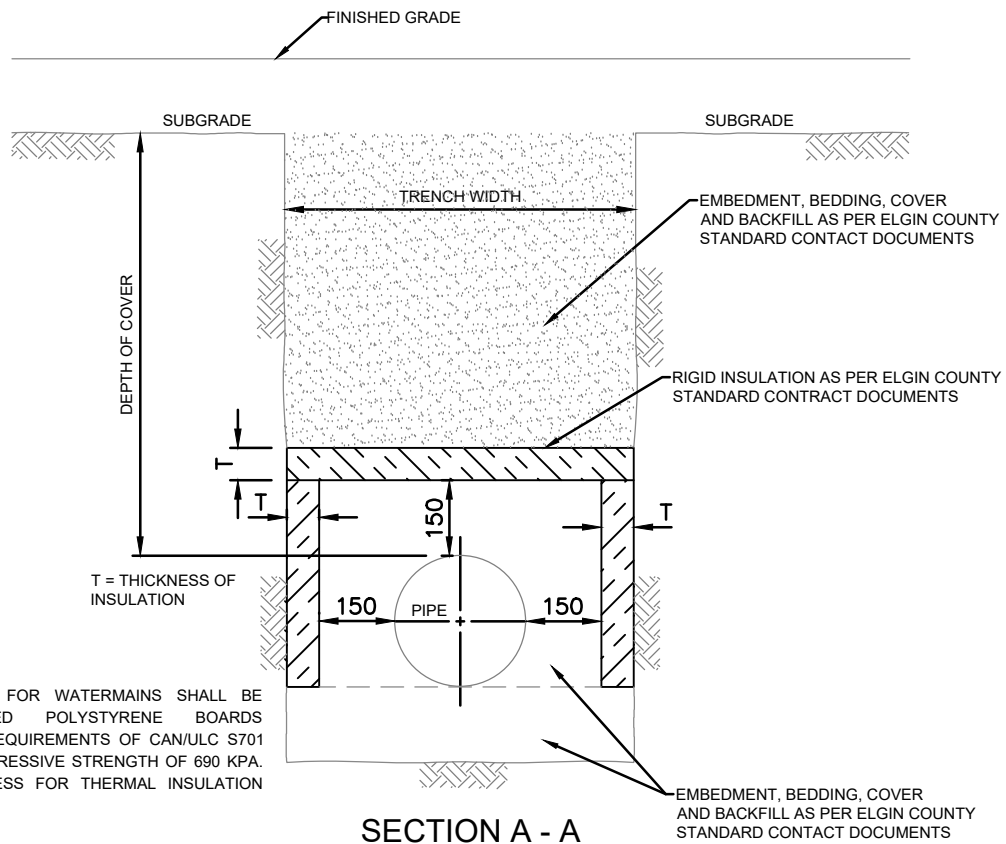 FINISHED GRADE
SUBGRADE
SUBGRADE
TRENCH WIDTH
EMBEDMENT, BEDDING, COVER
AND BACKFILL AS PER ELGIN COUNTY
STANDARD CONTACT DOCUMENTS
DEPTH OF COVER
RIGID INSULATION AS PER ELGIN COUNTY
STANDARD CONTRACT DOCUMENTS
T
T
150
T
T = THICKNESS OF
INSULATION
150
PIPE
150
FOR WATERMAINS SHALL BE
POLYSTYRENE BOARDS
OF CAN/ULC S701
STRENGTH OF 690 KPA.
FOR THERMAL INSULATION
EMBEDMENT, BEDDING, COVER
AND BACKFILL AS PER ELGIN COUNTY
STANDARD CONTACT DOCUMENTS
SECTION A - A